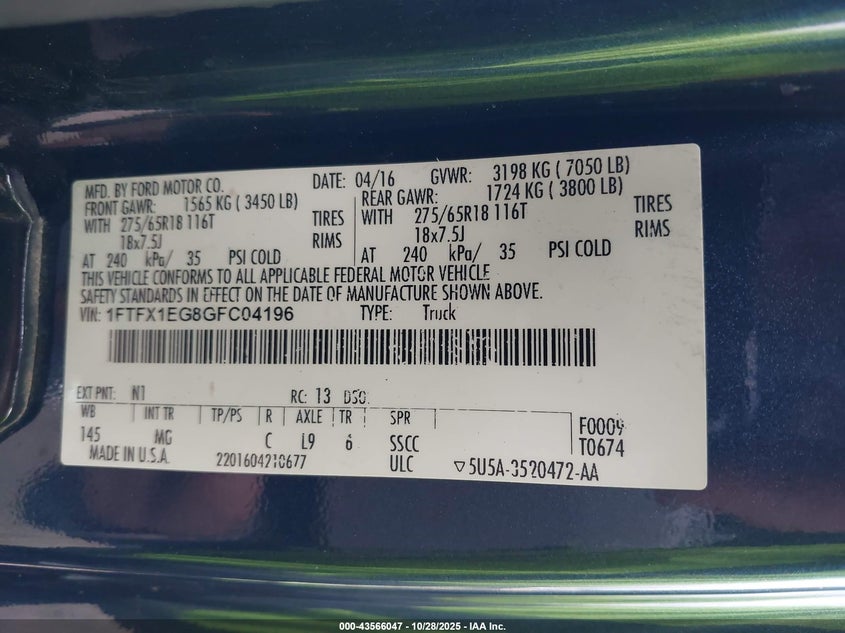 MFD. BY FORD MOTOR CO.
DATE: 04/16 GVWR: 3198 KG (7050 LB)
FRONT GAWR: 1565 KG (3450 LB)
REAR GAWR: 1724 KG (3800 LB)
WITH 275/65R18 116T TIRES
WITH 275/65R18 116T TIRES
18x7.5J RIMS
18x7.5J RIMS
AT 240 kPa/ 35 PSI COLD
AT 240 kPa/ 35 PSI COLD
THIS VEHICLE CONFORMS TO ALL APPLICABLE FEDERAL MOTOR VEHICLE
SAFETY STANDARDS IN EFFECT ON THE DATE OF MANUFACTURE SHOWN ABOVE.
VIN: 1FTFX1EG8GFC04196 TYPE: Truck
EXT PNT: N1 RC: 13 DSO:
WB INT TR TP/PS R AXLE TR SPR
145 MG C L9 6 SSCC
F0009
T0674
MADE IN U.S.A. 2201604210677 ULC 5U5A-3520472-AA
000-43566047 | 10/28/2025 - IAA Inc.